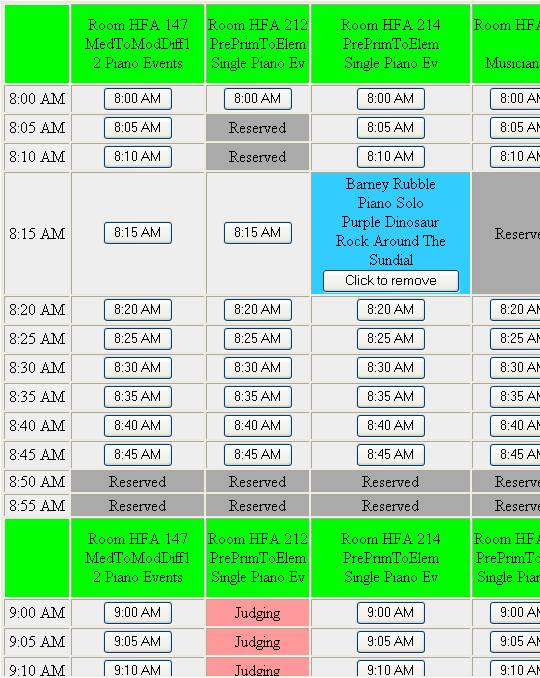 Room HFA 147 Room HFA 212 Room HFA 214 Room HFA
MedToModDiff1 PrePrimToElem PrePrimToElem
2 Piano Events Single Piano Ev Single Piano Ev Musician
8:00 AM 8:00 AM 8:00 AM 8:00 AM 8:00 AM
8:05 AM 8:05 AM Reserved 8:05 AM 8:05 AM
8:10 AM 8:10 AM Reserved 8:10 AM 8:10 AM
Barney Rubble
Piano Solo
Purple Dinosaur
8:15 AM 8:15 AM 8:15 AM Rock Around The Reserve
Sundial
Click to remove
8:20 AM 8:20 AM 8:20 AM 8:20 AM 8:20 AM
8:25 AM 8:25 AM 8:25 AM 8:25 AM 8:25 AM
8:30 AM 8:30 AM 8:30 AM 8:30 AM 8:30 AM
8:35 AM 8:35 AM 8:35 AM 8:35 AM 8:35 AM
8:40 AM 8:40 AM 8:40 AM 8:40 AM 8:40 AM
8:45 AM 8:45 AM 8:45 AM 8:45 AM 8:45 AM
8:50 AM Reserved Reserved Reserved Reserve
8:55 AM Reserved Reserved Reserved Reserve
Room HFA 147 Room HFA 212 Room HFA 214 Room HFA
MedToModDiff1 PrePrimToElem PrePrimToElem PrePrimTo
2 Piano Events Single Piano Ev Single Piano Ev Single Pian
9:00 AM 9:00 AM Judging 9:00 AM 9:00 AM
9:05 AM 9:05 AM Judging 9:05 AM 9:05 AM
9:10 AM 9:10 AM Judging 9:10 AM 9:10 AM